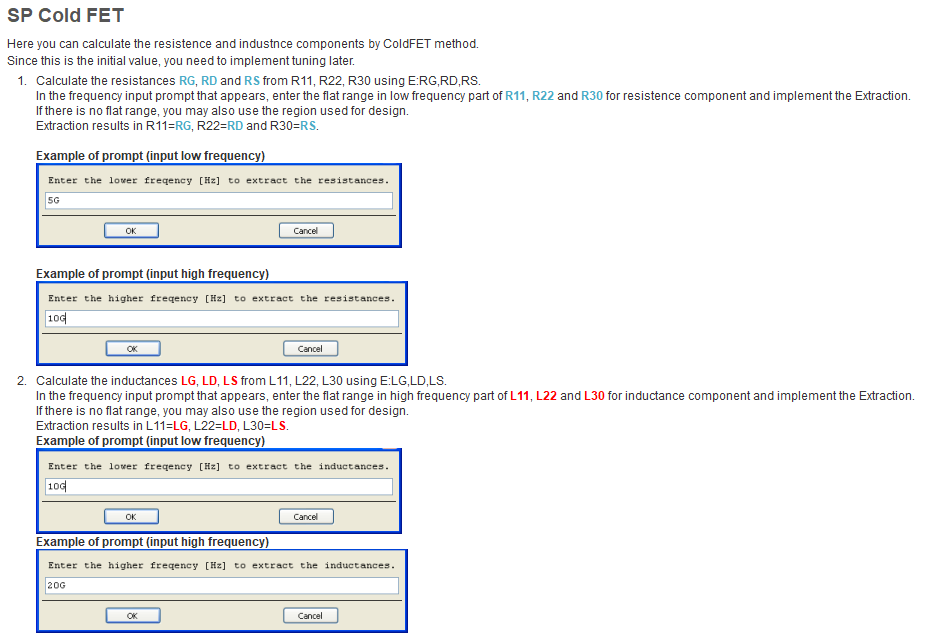 SP Cold FET
Here you can calculate the resistence and industnce components by ColdFET method.
Since this is the initial value, you need to implement tuning later.
1. Calculate the resistances RG, RD and RS from R11, R22, R30 using E:RG,RD,RS.
In the frequency input prompt that appears, enter the flat range in low frequency part of R11, R22 and R30 for resistence component and implement the Extraction.
If there is no flat range, you may also use the region used for design.
Extraction results in R11=RG, R22=RD and R30=RS.
Example of prompt (input low frequency)
Enter the lower freqency [Hz] to extract the resistances.
5G
OK Cancel
Example of prompt (input high frequency)
Enter the higher freqency [Hz] to extract the resistances.
10G
OK Cancel
2. Calculate the inductances LG, LD, LS from L11, L22, L30 using E:LG,LD,LS.
In the frequency input prompt that appears, enter the flat range in high frequency part of L11, L22 and L30 for inductance component and implement the Extraction.
If there is no flat range, you may also use the region used for design.
Extraction results in L11=LG, L22=LD, L30=LS.
Example of prompt (input low frequency)
Enter the lower freqency [Hz] to extract the inductances.
10G
OK Cancel
Example of prompt (input high frequency)
Enter the higher freqency [Hz] to extract the inductances.
20G
OK Cancel